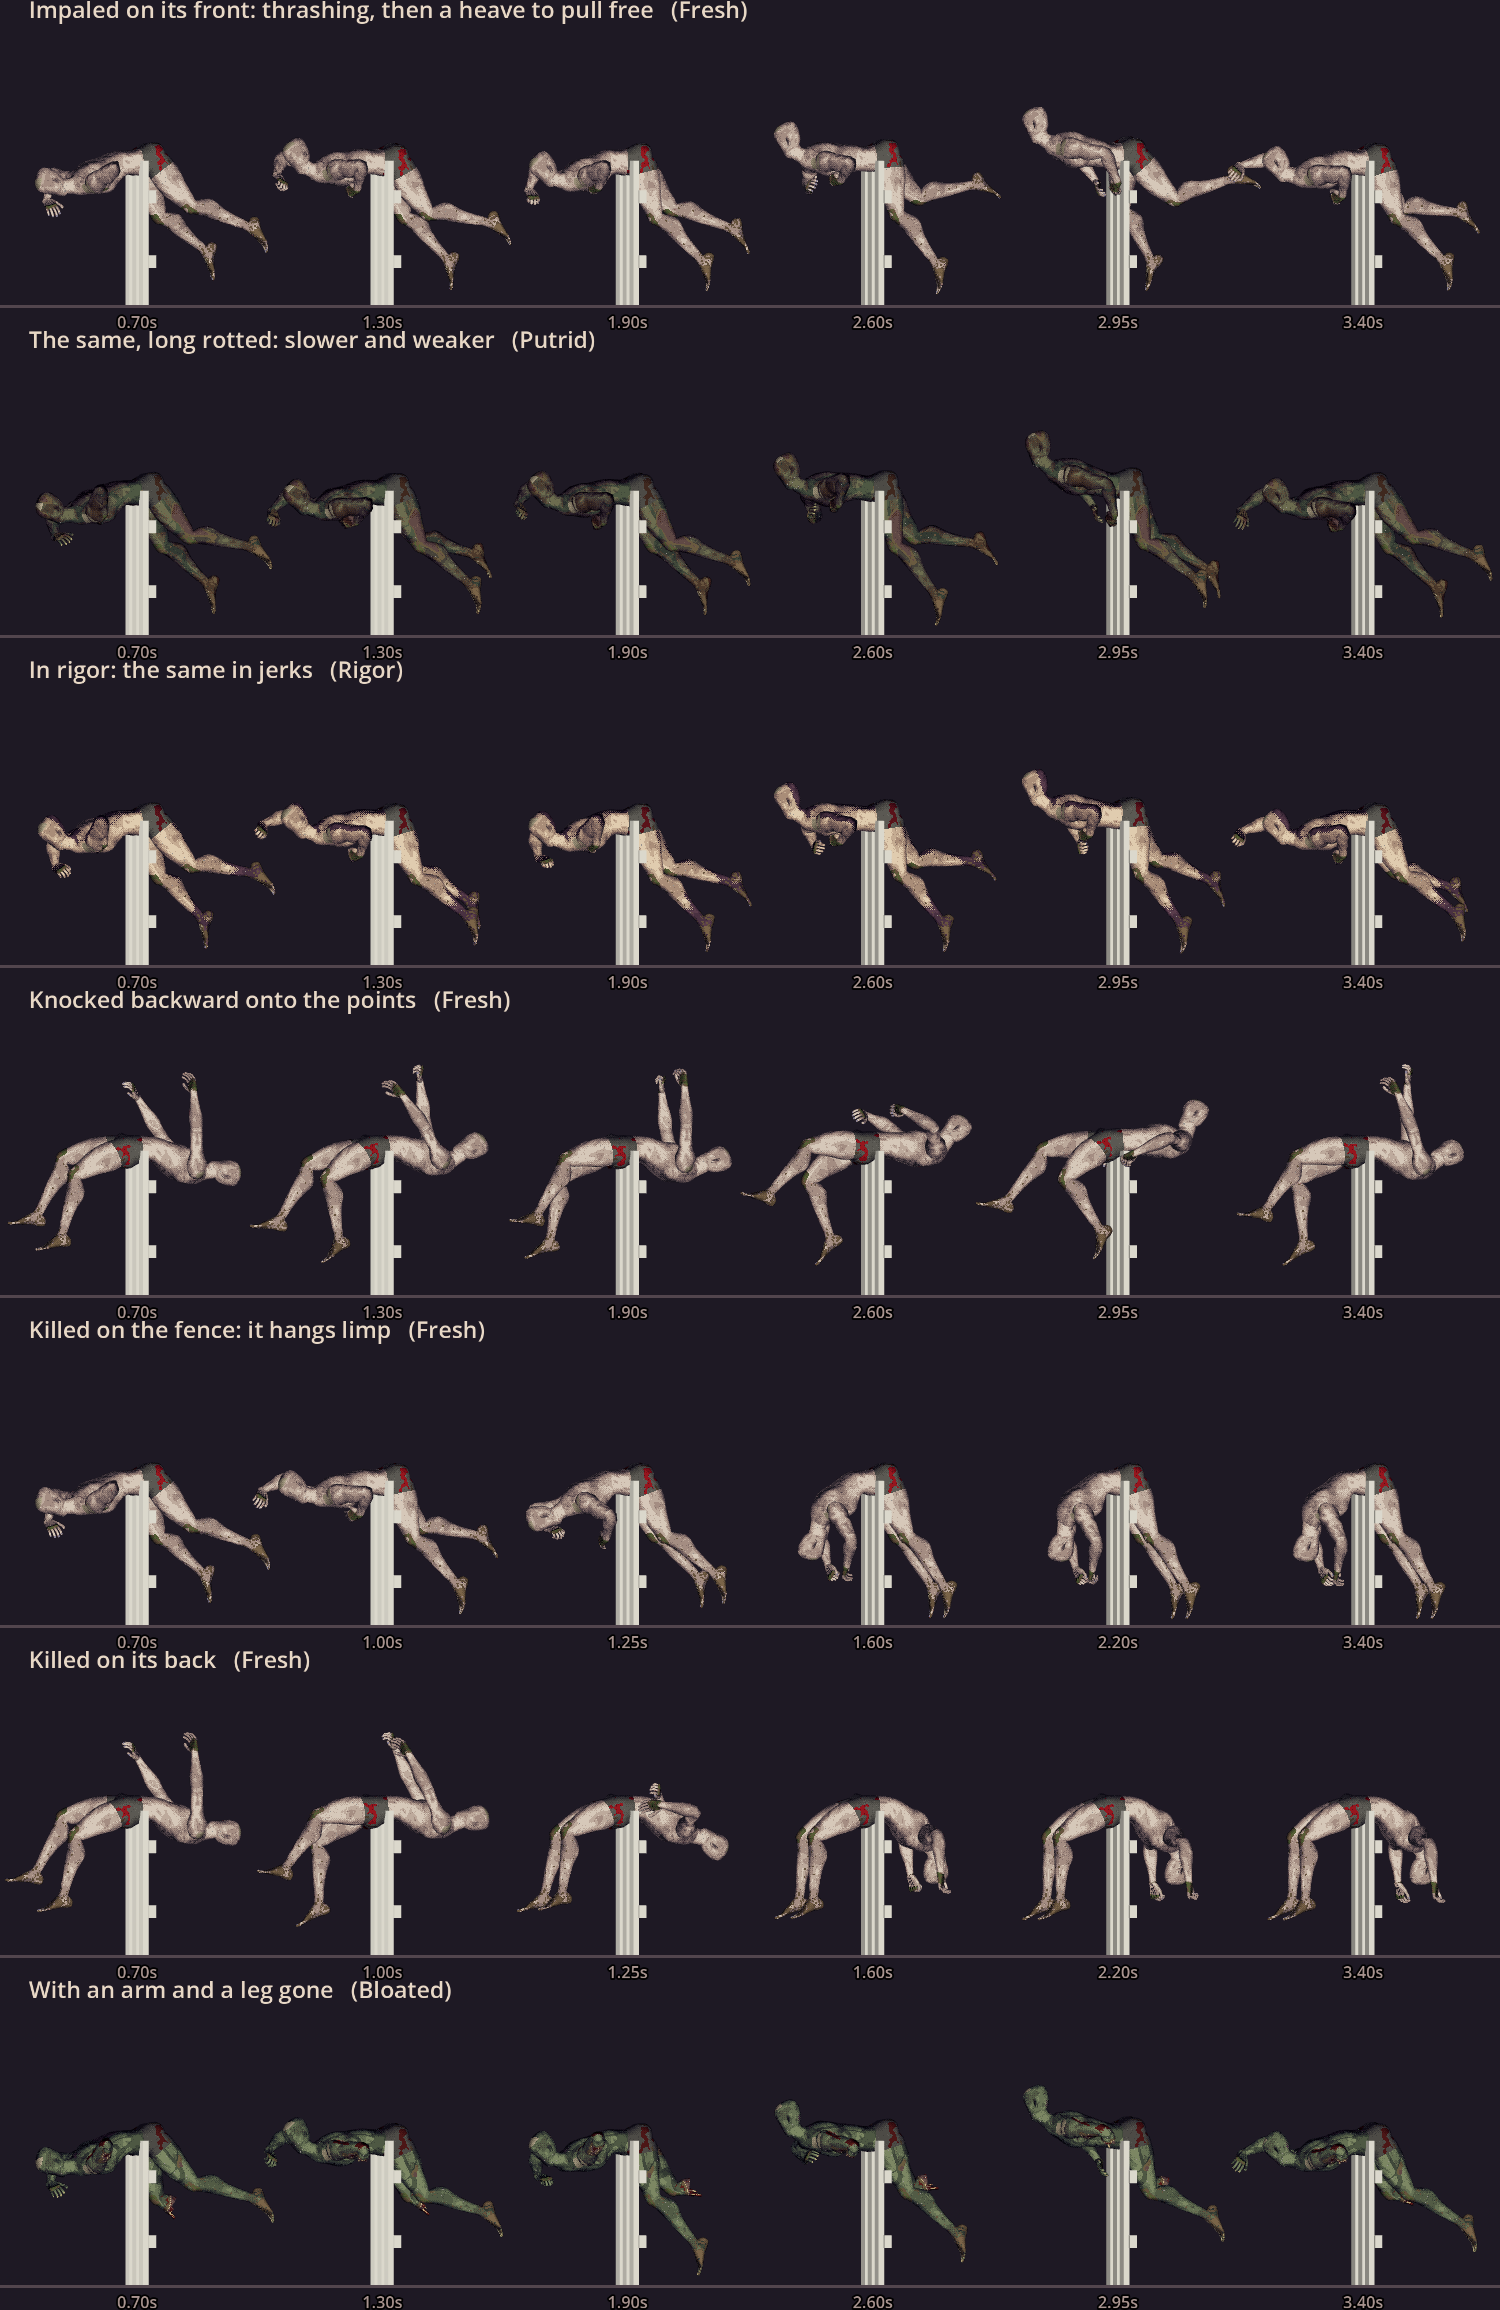 Impaled on its front: thrashing, then a heave to pull free (Fresh)
0.70s 1.30s 1.90s 2.60s 2.95s 3.40s
The same, long rotted: slower and weaker (Putrid)
0.70s 1.30s 1.90s 2.60s 2.95s 3.40s
In rigor: the same in jerks (Rigor)
0.70s 1.30s 1.90s 2.60s 2.95s 3.40s
Knocked backward onto the points (Fresh)
0.70s 1.30s 1.90s 2.60s 2.95s 3.40s
Killed on the fence: it hangs limp (Fresh)
0.70s 1.00s 1.25s 1.60s 2.20s 3.40s
Killed on its back (Fresh)
0.70s 1.00s 1.25s 1.60s 2.20s 3.40s
With an arm and a leg gone (Bloated)
0.70s 1.30s 1.90s 2.60s 2.95s 3.40s